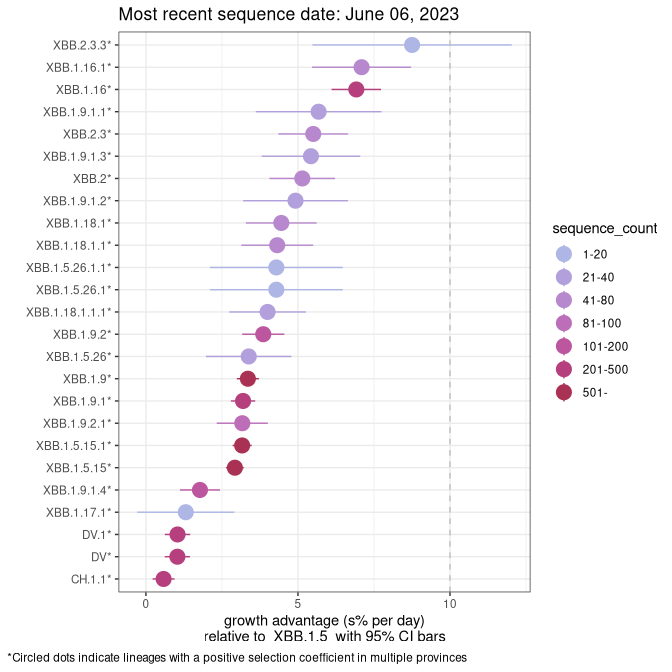 Most recent sequence date: June 06, 2023
XBB.2.3.3*
XBB.1.16.1*
XBB.1.16*
XBB.1.9.1.1*
XBB.2.3*
XBB.1.9.1.3*
XBB.2*
XBB.1.9.1.2*
XBB.1.18.1*
XBB.1.18.1.1*
XBB.1.5.26.1.1*
XBB.1.5.26.1*
XBB.1.18.1.1.1*
XBB.1.9.2*
XBB.1.5.26*
XBB.1.9*
XBB.1.9.1*
XBB.1.9.2.1*
XBB.1.5.15.1*
XBB.1.5.15*
XBB.1.9.1.4*
XBB.1.17.1*
DV.1*
DV*
CH.1.1*
0 5 10
growth advantage (s% per day)
relative to XBB.1.5 with 95% CI bars
sequence_count
1-20
21-40
41-80
81-100
101-200
201-500
501-
*Circled dots indicate lineages with a positive selection coefficient in multiple provinces